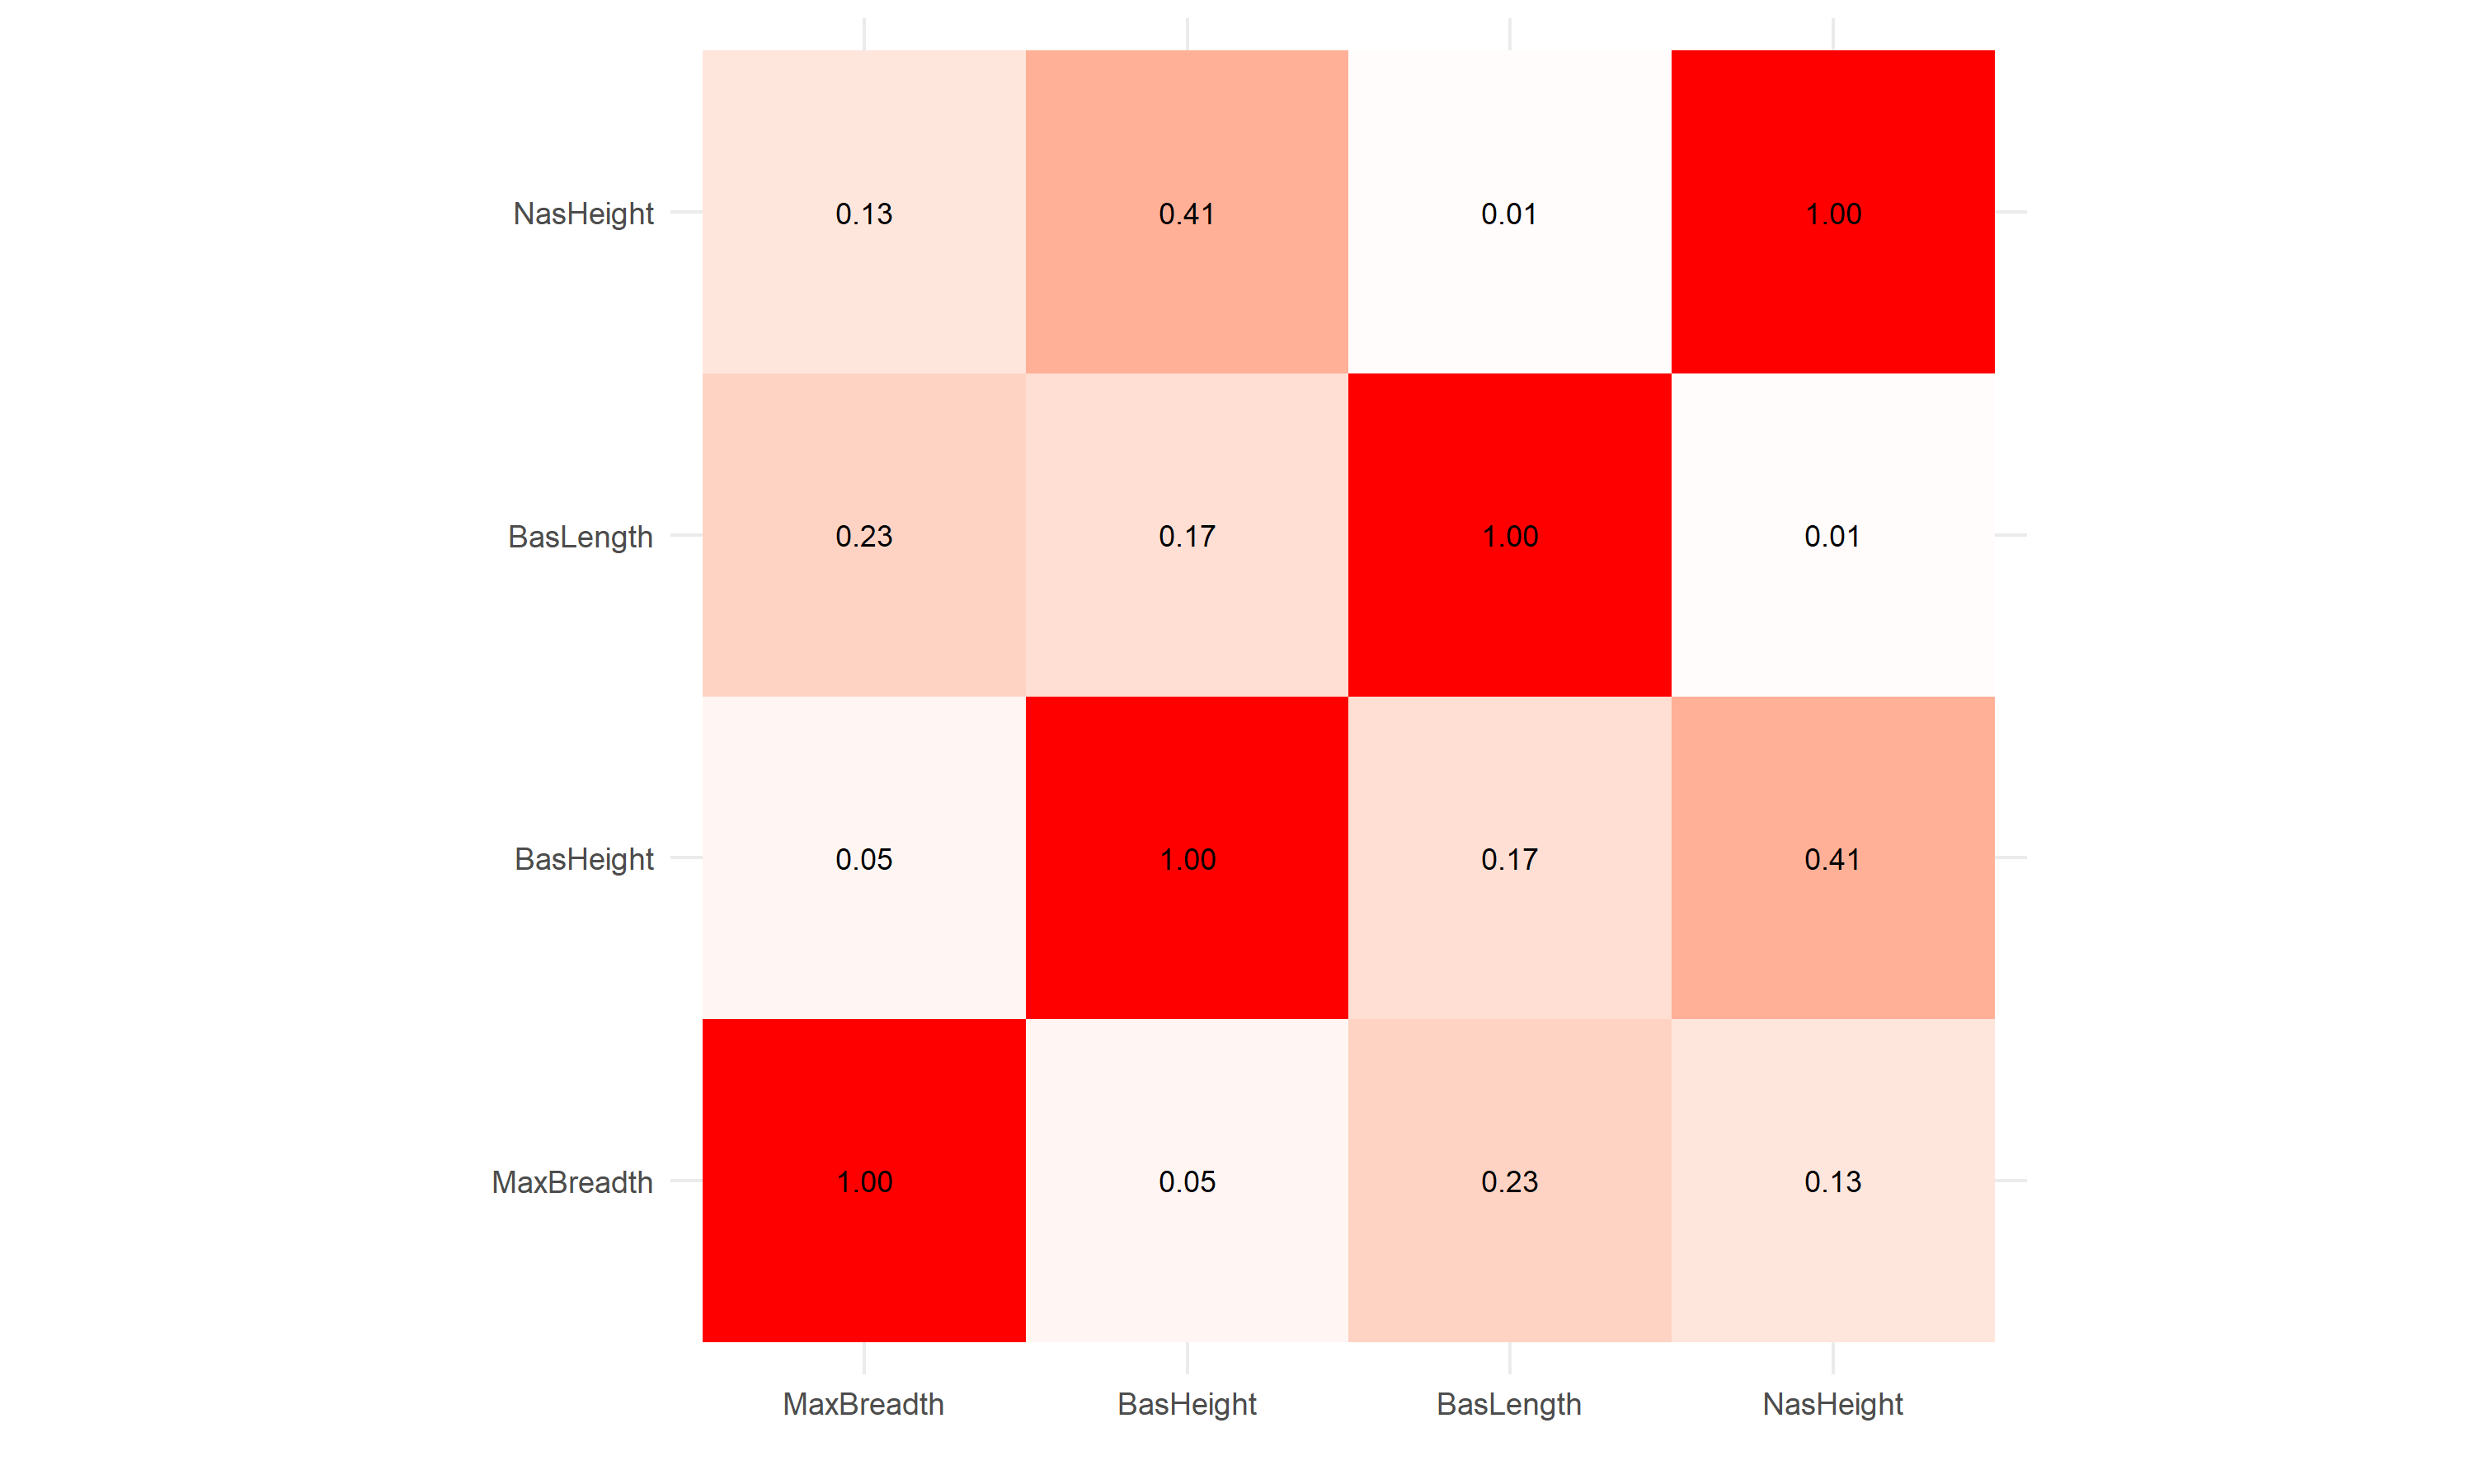 NasHeight 0.13 0.41 0.01 1.00
BasLength 0.23 0.17 1.00 0.01
BasHeight 0.05 1.00 0.17 0.41
MaxBreadth 1.00 0.05 0.23 0.13
MaxBreadth BasHeight BasLength NasHeight